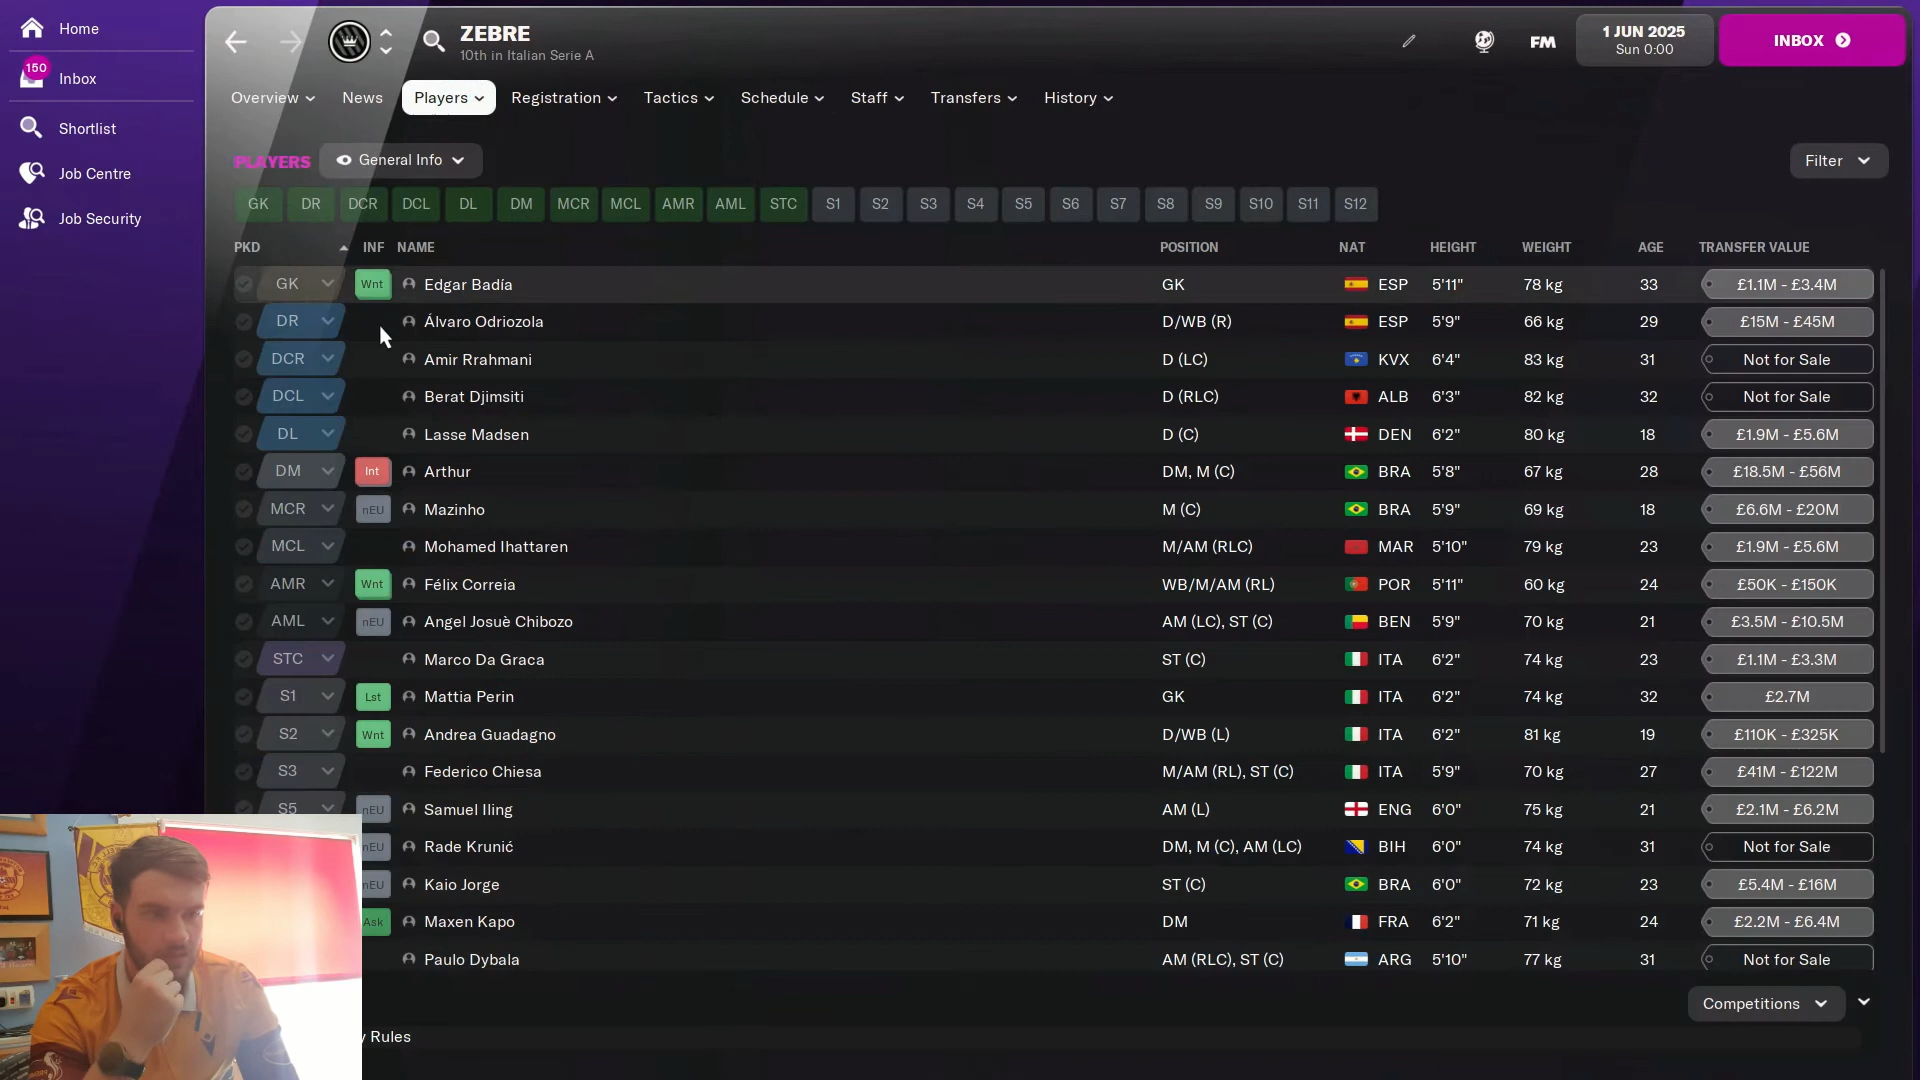 Home
150
Inbox
Shortlist
Job Centre
Job Security
ZEBRE
10th in Italian Serie A
FM
1 JUN 2025
Sun 0:00
INBOX
Overview News Players Registration Tactics Schedule Staff Transfers History
PLAYERS General Info Filter
GK DR DCR DCL DL DM MCR MCL AMR AML STC S1 S2 S3 S4 S5 S6 S7 S8 S9 S10 S11 S12
PKD INF NAME POSITION NAT HEIGHT WEIGHT AGE TRANSFER VALUE
GK Wnt Edgar Badía GK ESP 5'11" 78 kg 33 £1.1M - £3.4M
DR Álvaro Odriozola D/WB (R) ESP 5'9" 66 kg 29 £15M - £45M
DCR Amir Rrahmani D (LC) KVX 6'4" 83 kg 31 Not for Sale
DCL Berat Djimsiti D (RLC) ALB 6'3" 82 kg 32 Not for Sale
DL Lasse Madsen D (C) DEN 6'2" 80 kg 18 £1.9M - £5.6M
DM Int Arthur DM, M (C) BRA 5'8" 67 kg 28 £18.5M - £56M
MCR nEU Mazinho M (C) BRA 5'9" 69 kg 18 £6.6M - £20M
MCL Mohamed Ihattaren M/AM (RLC) MAR 5'10" 79 kg 23 £1.9M - £5.6M
AMR Wnt Félix Correia WB/M/AM (RL) POR 5'11" 60 kg 24 £50K - £150K
AML nEU Angel Josuè Chibozo AM (LC), ST (C) BEN 5'9" 70 kg 21 £3.5M - £10.5M
STC Marco Da Graca ST (C) ITA 6'2" 74 kg 23 £1.1M - £3.3M
S1 Lst Mattia Perin GK ITA 6'2" 74 kg 32 £2.7M
S2 Wnt Andrea Guadagno D/WB (L) ITA 6'2" 81 kg 19 £110K - £325K
S3 Federico Chiesa M/AM (RL), ST (C) ITA 5'9" 70 kg 27 £41M - £122M
S5 nEU Samuel Iling AM (L) ENG 6'0" 75 kg 21 £2.1M - £6.2M
nEU Rade Krunić DM, M (C), AM (LC) BIH 6'0" 74 kg 31 Not for Sale
nEU Kaio Jorge ST (C) BRA 6'0" 72 kg 23 £5.4M - £16M
Ask Maxen Kapo DM FRA 6'2" 71 kg 24 £2.2M - £6.4M
Paulo Dybala AM (RLC), ST (C) ARG 5'10" 77 kg 31 Not for Sale
Competitions
y Rules